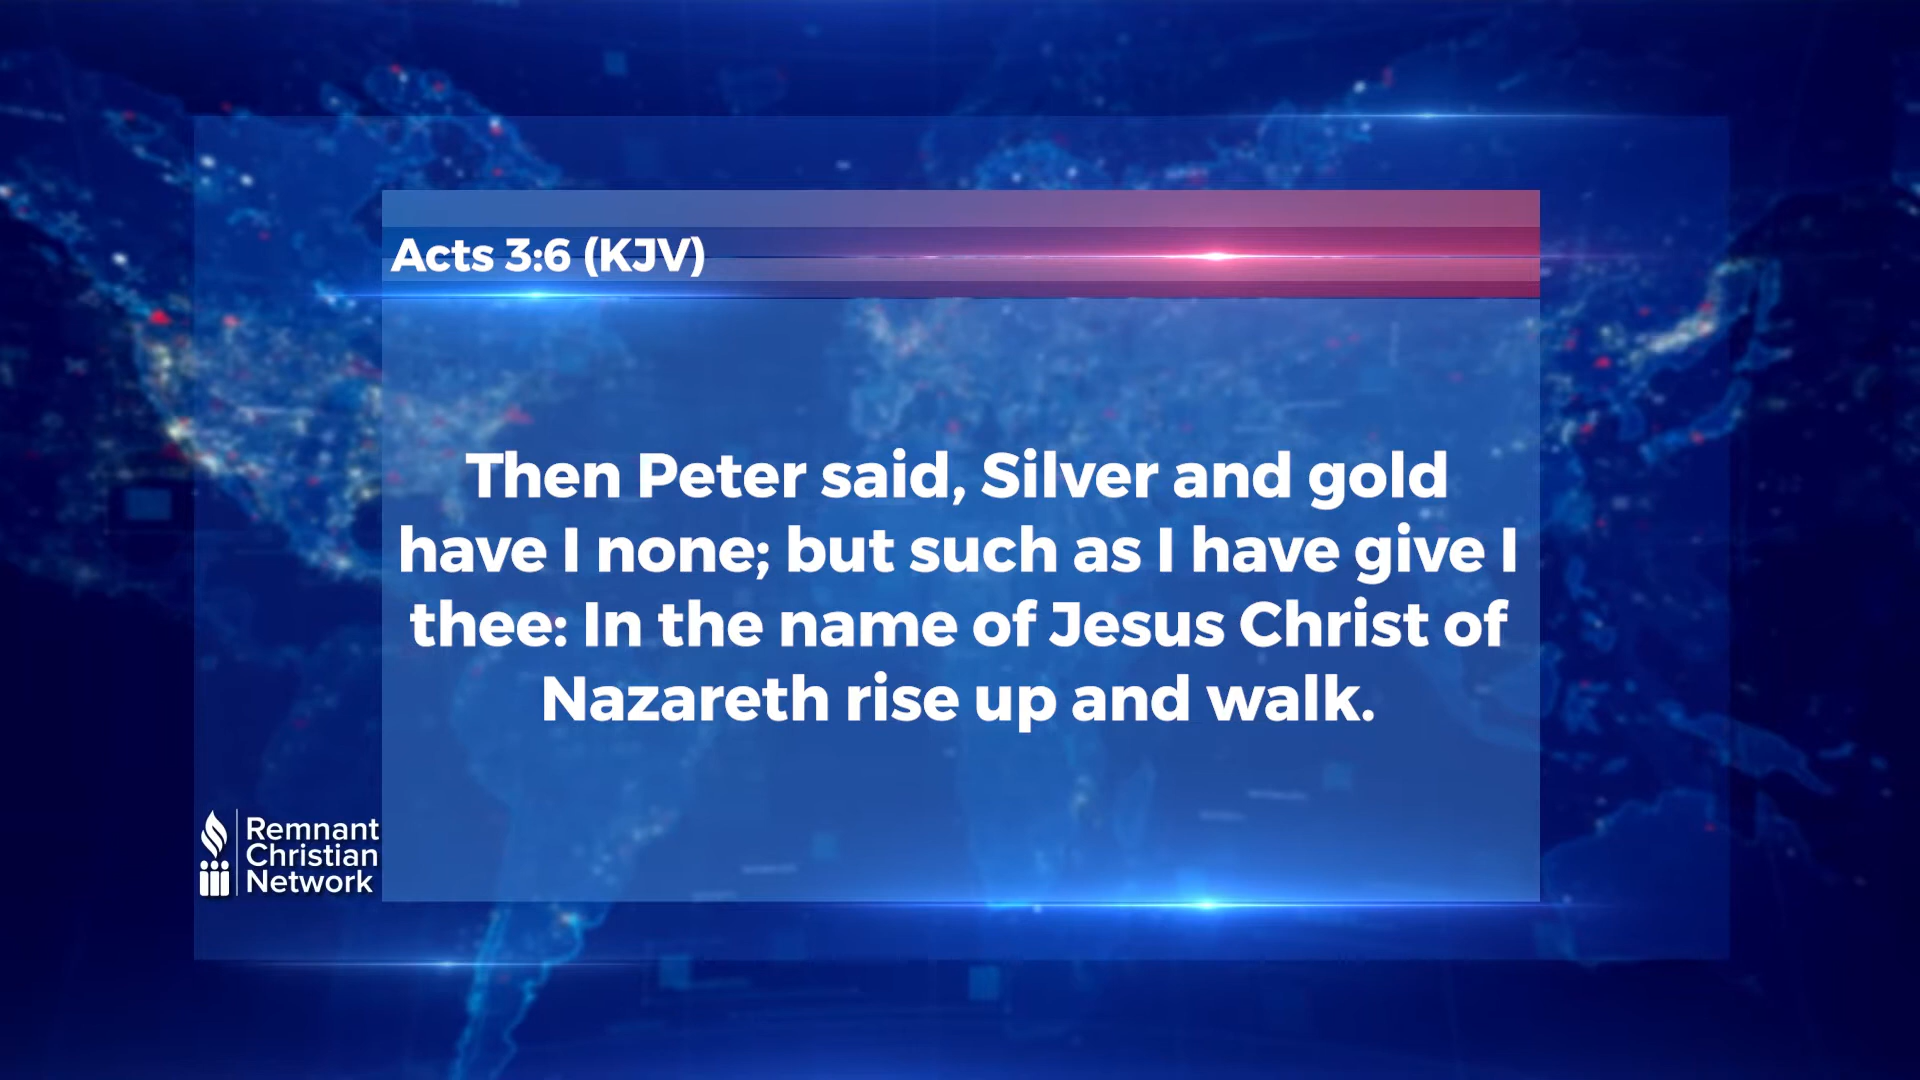 Acts 3:6 (KJV)
Then Peter said, Silver and gold
have I none; but such as I have give I
thee: In the name of Jesus Christ of
Nazareth rise up and walk.
Remnant
Christian
Network